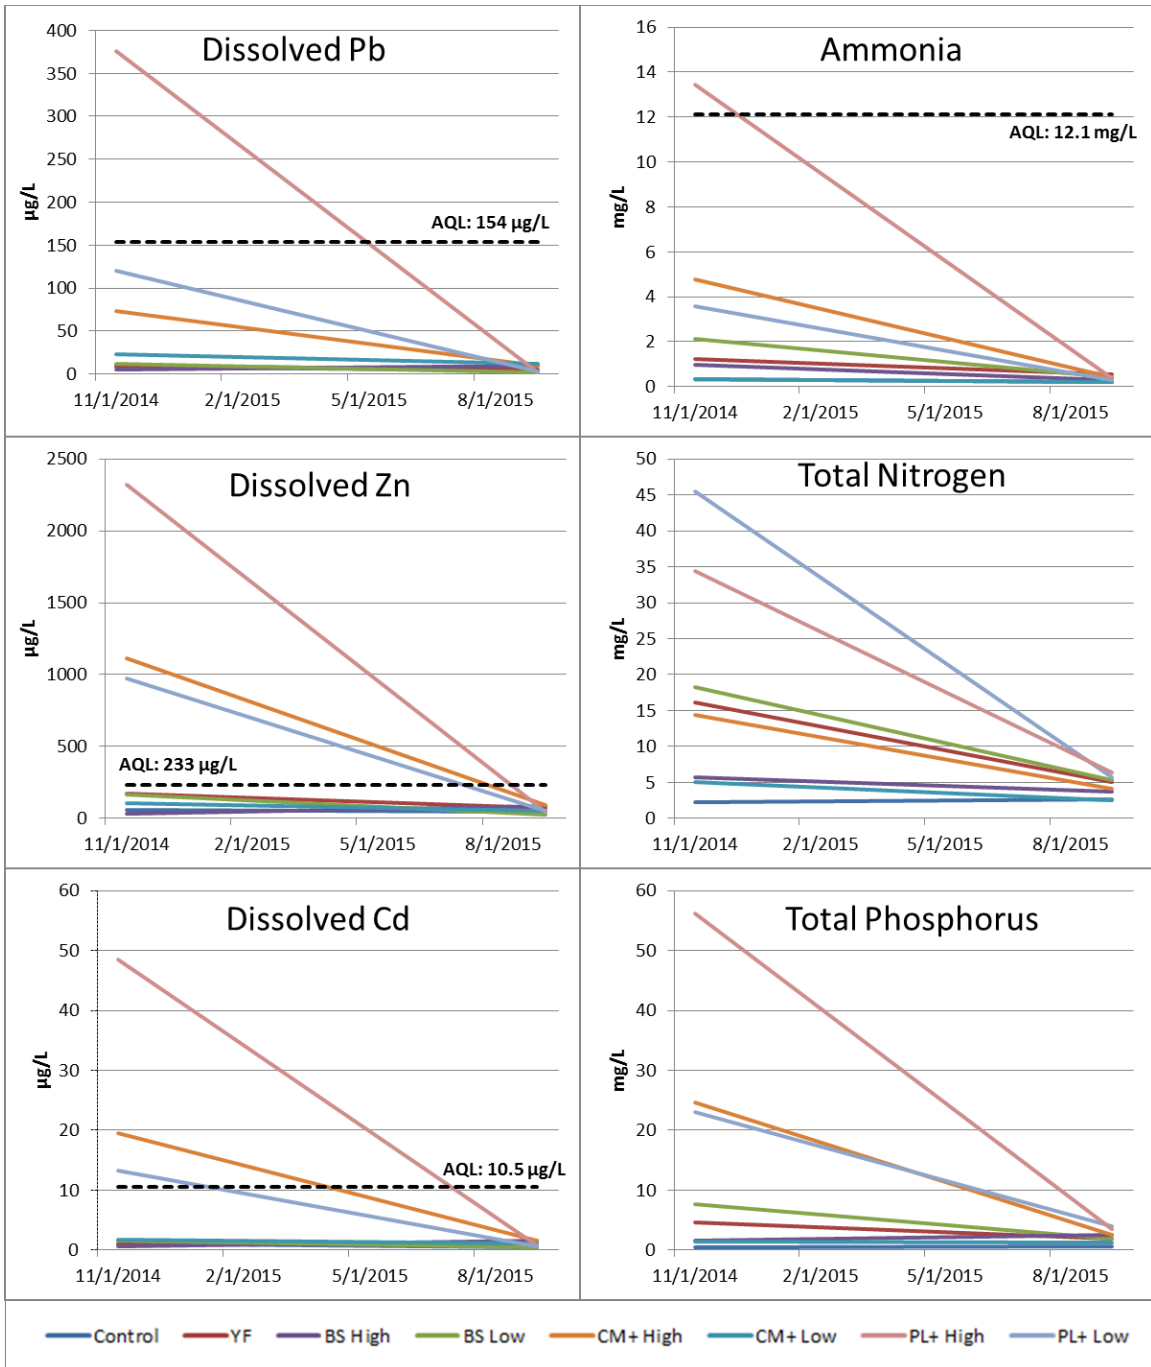 Dissolved Pb
400
350
300
250
200
150
100
50
0
µg/L
AQL: 154 µg/L
11/1/2014 2/1/2015 5/1/2015 8/1/2015
Ammonia
16
14
12
10
8
6
4
2
0
mg/L
AQL: 12.1 mg/L
11/1/2014 2/1/2015 5/1/2015 8/1/2015
Dissolved Zn
2500
2000
1500
1000
500
0
µg/L
AQL: 233 µg/L
11/1/2014 2/1/2015 5/1/2015 8/1/2015
Total Nitrogen
50
45
40
35
30
25
20
15
10
5
0
mg/L
11/1/2014 2/1/2015 5/1/2015 8/1/2015
Dissolved Cd
60
50
40
30
20
10
0
µg/L
AQL: 10.5 µg/L
11/1/2014 2/1/2015 5/1/2015 8/1/2015
Total Phosphorus
60
50
40
30
20
10
0
mg/L
11/1/2014 2/1/2015 5/1/2015 8/1/2015
Control YF BS High BS Low CM+ High CM+ Low PL+ High PL+ Low